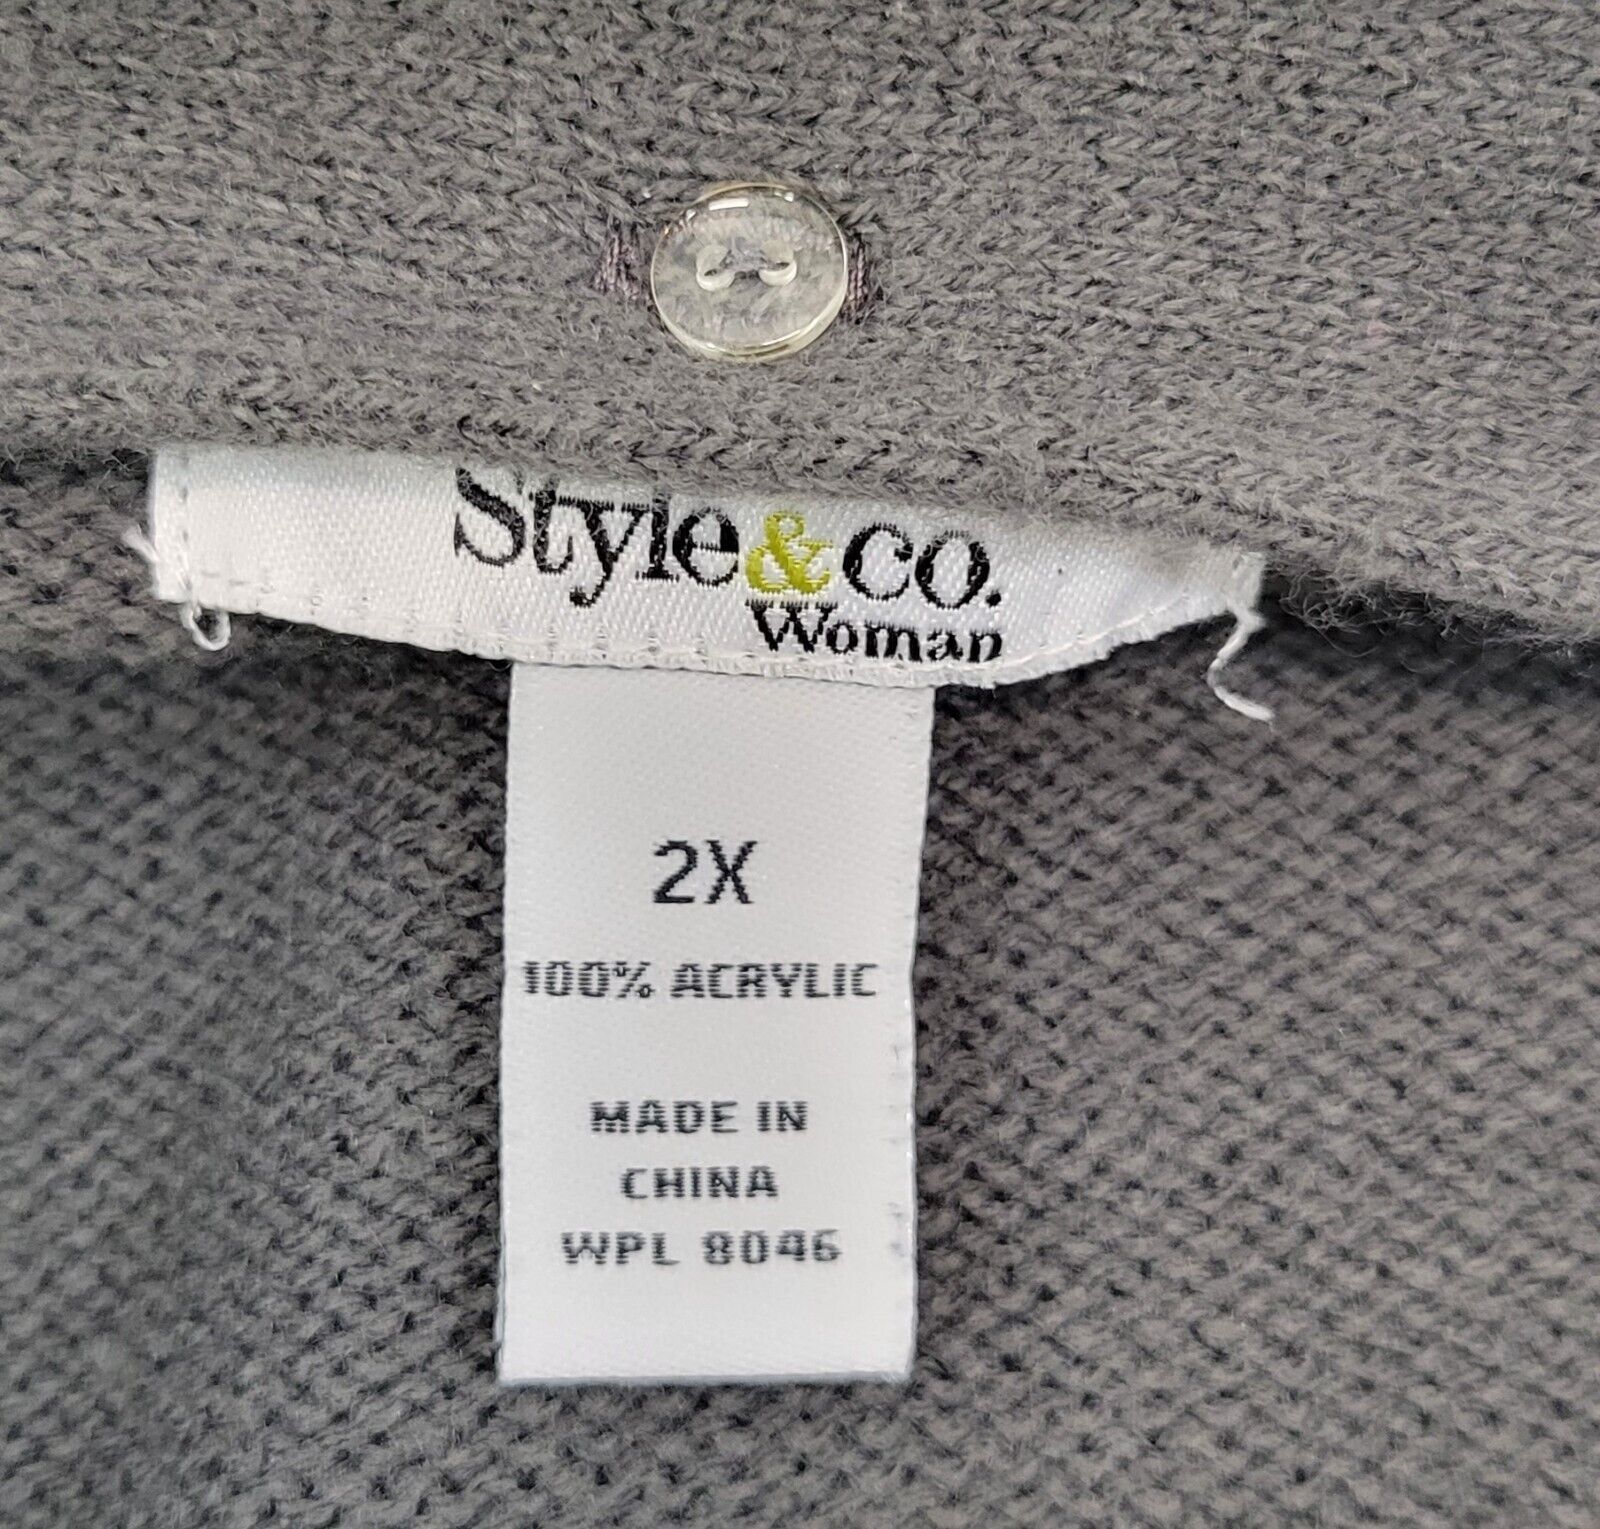 Style&co.
Woman
2X
100% ACRYLIC
MADE IN
CHINA
WPL 8046